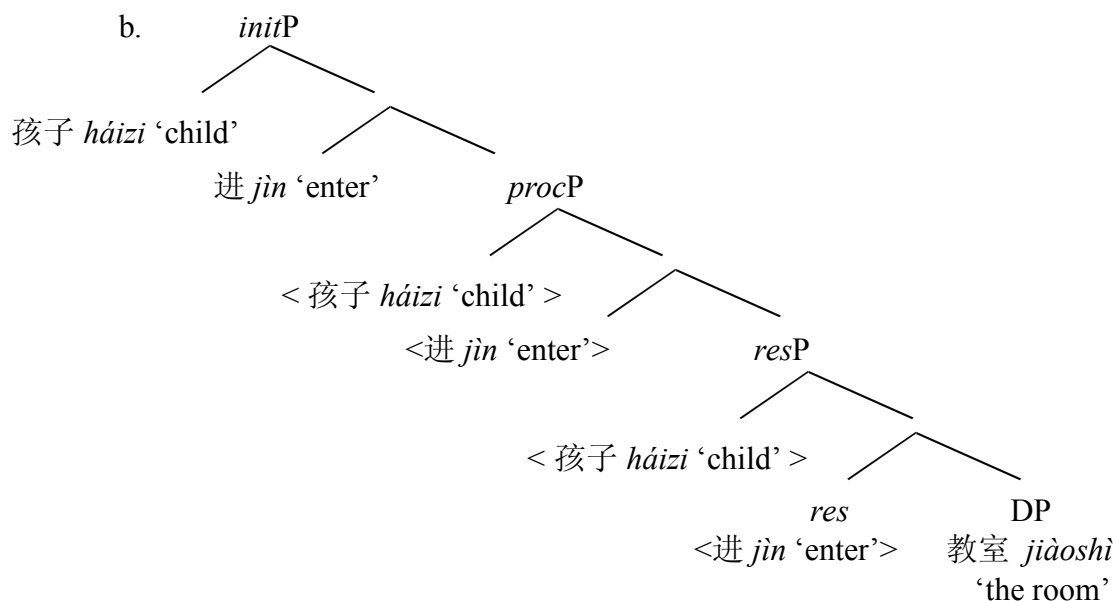 b. initP
孩子 háizi ‘child’
进 jìn ‘enter’
procP
< 孩子 háizi ‘child’ >
<进 jìn ‘enter’>
resP
< 孩子 háizi ‘child’ >
res DP
<进 jìn ‘enter’> 教室 jiàoshì
‘the room’